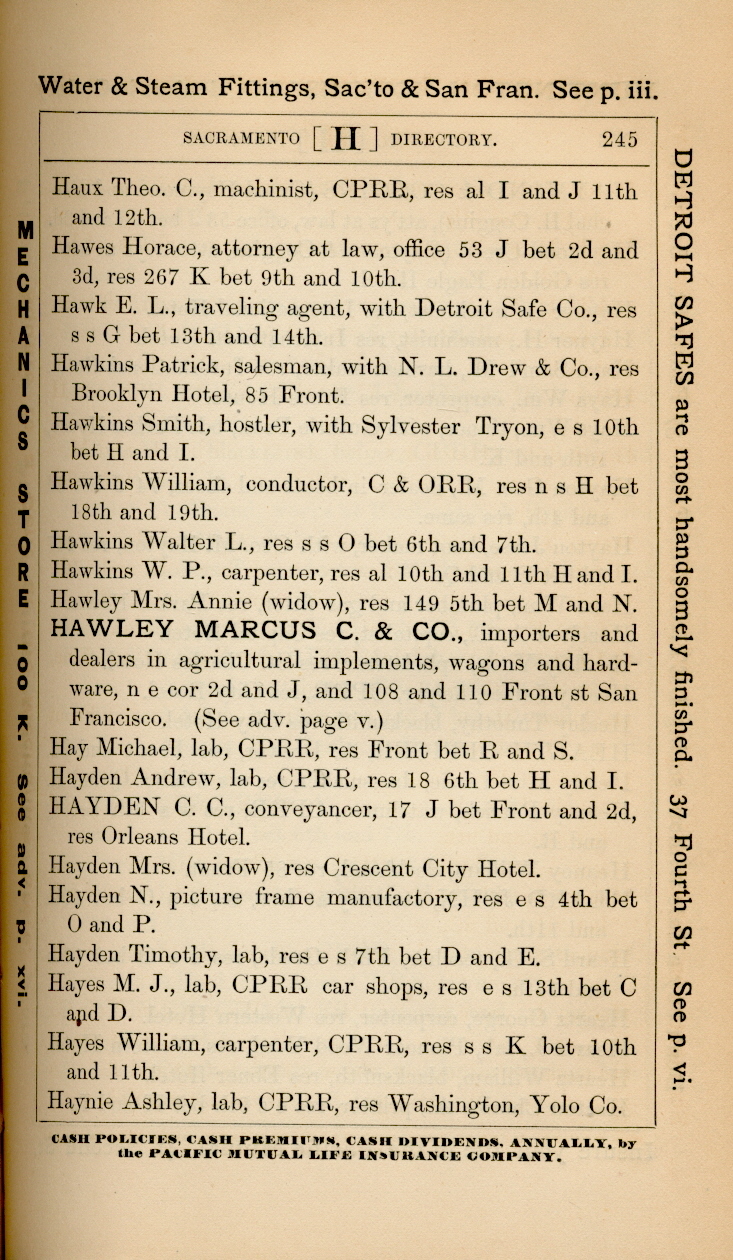 Water & Steam Fittings, Sac'to & San Fran. See p. iii.
SACRAMENTO [ H ] DIRECTORY. 245
Haux Theo. C., machinist, CPRR, res al I and J 11th
and 12th.
Hawes Horace, attorney at law, office 53 J bet 2d and
3d, res 267 K bet 9th and 10th.
Hawk E. L., traveling agent, with Detroit Safe Co., res
s s G bet 13th and 14th.
Hawkins Patrick, salesman, with N. L. Drew & Co., res
Brooklyn Hotel, 85 Front.
Hawkins Smith, hostler, with Sylvester Tryon, e s 10th
bet H and I.
Hawkins William, conductor, C & ORR, res n s H bet
18th and 19th.
Hawkins Walter L., res s s O bet 6th and 7th.
Hawkins W. P., carpenter, res al 10th and 11th H and I.
Hawley Mrs. Annie (widow), res 149 5th bet M and N.
HAWLEY MARCUS C. & CO., importers and
dealers in agricultural implements, wagons and hard-
ware, n e cor 2d and J, and 108 and 110 Front st San
Francisco. (See adv. page v.)
Hay Michael, lab, CPRR, res Front bet R and S.
Hayden Andrew, lab, CPRR, res 18 6th bet H and I.
HAYDEN C. C., conveyancer, 17 J bet Front and 2d,
res Orleans Hotel.
Hayden Mrs. (widow), res Crescent City Hotel.
Hayden N., picture frame manufactory, res e s 4th bet
O and P.
Hayden Timothy, lab, res e s 7th bet D and E.
Hayes M. J., lab, CPRR car shops, res e s 13th bet C
and D.
Hayes William, carpenter, CPRR, res s s K bet 10th
and 11th.
Haynie Ashley, lab, CPRR, res Washington, Yolo Co.
CASH POLICIES, CASH PREMIUMS, CASH DIVIDENDS, ANNUALLY, by
the PACIFIC MUTUAL LIFE INSURANCE COMPANY.
MECHANICS STORE 100 K. See adv. p. xvi.
DETROIT SAFES are most handsomely finished. 37 Fourth St. See p. vi.